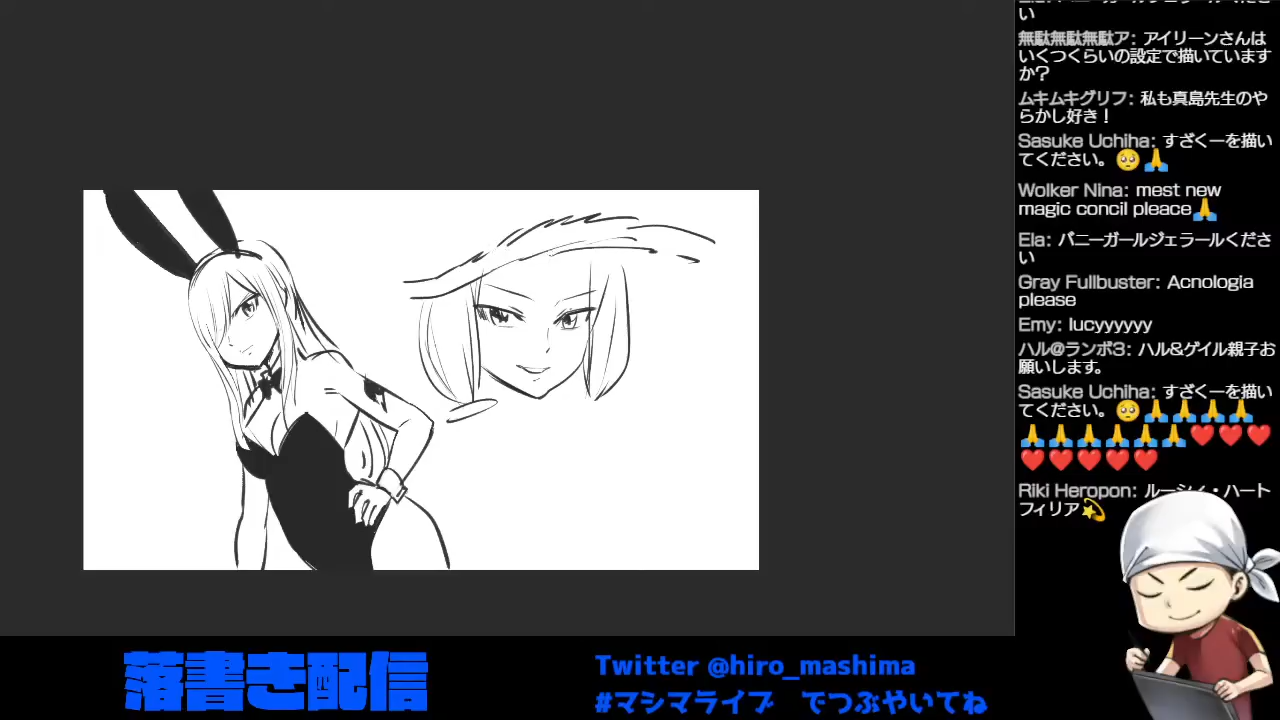 い
無駄無駄無駄ア: アイリーンさんは
いくつくらいの設定で描いています
か?
ムキムキグリフ: 私も真島先生のや
らかし好き!
Sasuke Uchiha: すざくーを描い
てください。🥺🙏
Wolker Nina: mest new
magic concil pleace🙏
Ela: バニーガールジェラールくださ
い
Gray Fullbuster: Acnologia
please
Emy: lucyyyyyy
ハル@ランポ3: ハル&ゲイル親子お
願いします。
Sasuke Uchiha: すざくーを描い
てください。🥺🙏🙏🙏🙏
🙏🙏🙏🙏🙏🙏❤️❤️❤️
❤️❤️❤️❤️❤️
Riki Heropon: ルーシィ・ハート
フィリア💫
落書き配信
Twitter @hiro_mashima
#マシマライブ でつぶやいてね